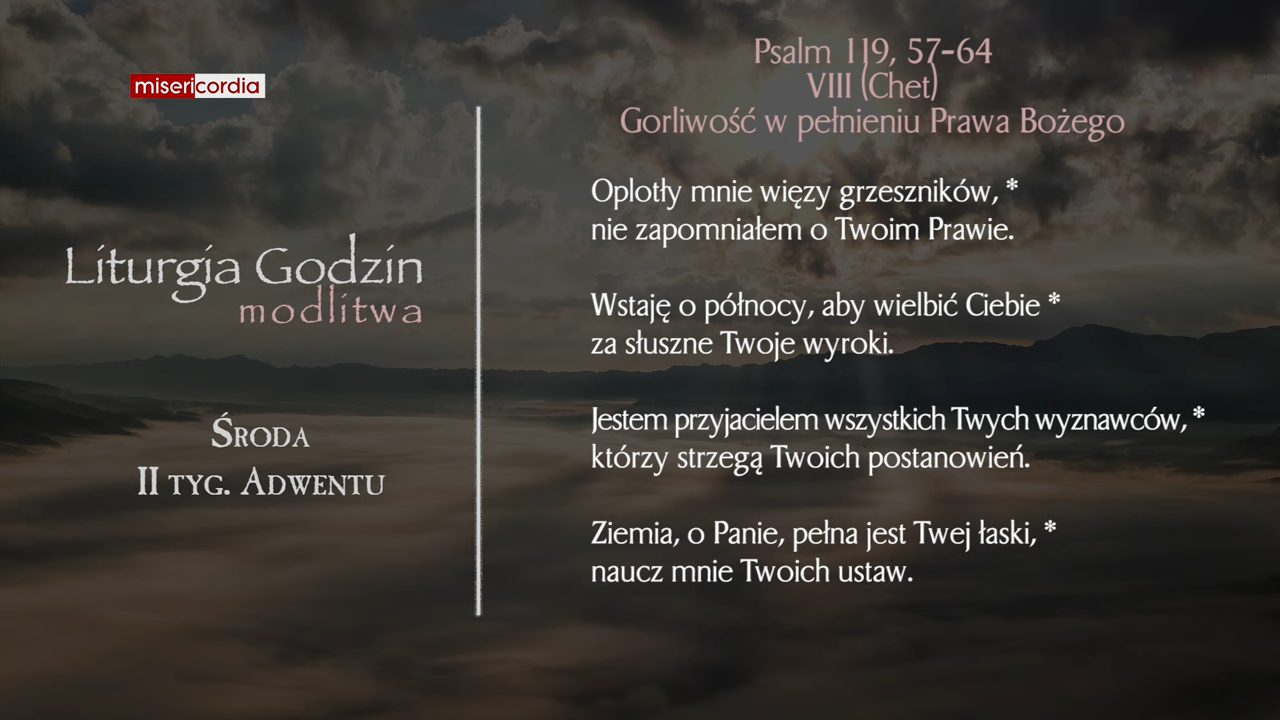 misericordia
Liturgia Godzin
modlitwa
Środa
II tyg. Adwentu
Psalm 119, 57-64
VIII (Chet)
Gorliwość w pełnieniu Prawa Bożego
Oplotły mnie więzy grzeszników, *
nie zapomniałem o Twoim Prawie.
Wstaję o północy, aby wielbić Ciebie *
za słuszne Twoje wyroki.
Jestem przyjacielem wszystkich Twych wyznawców, *
którzy strzegą Twoich postanowień.
Ziemia, o Panie, pełna jest Twej łaski, *
naucz mnie Twoich ustaw.